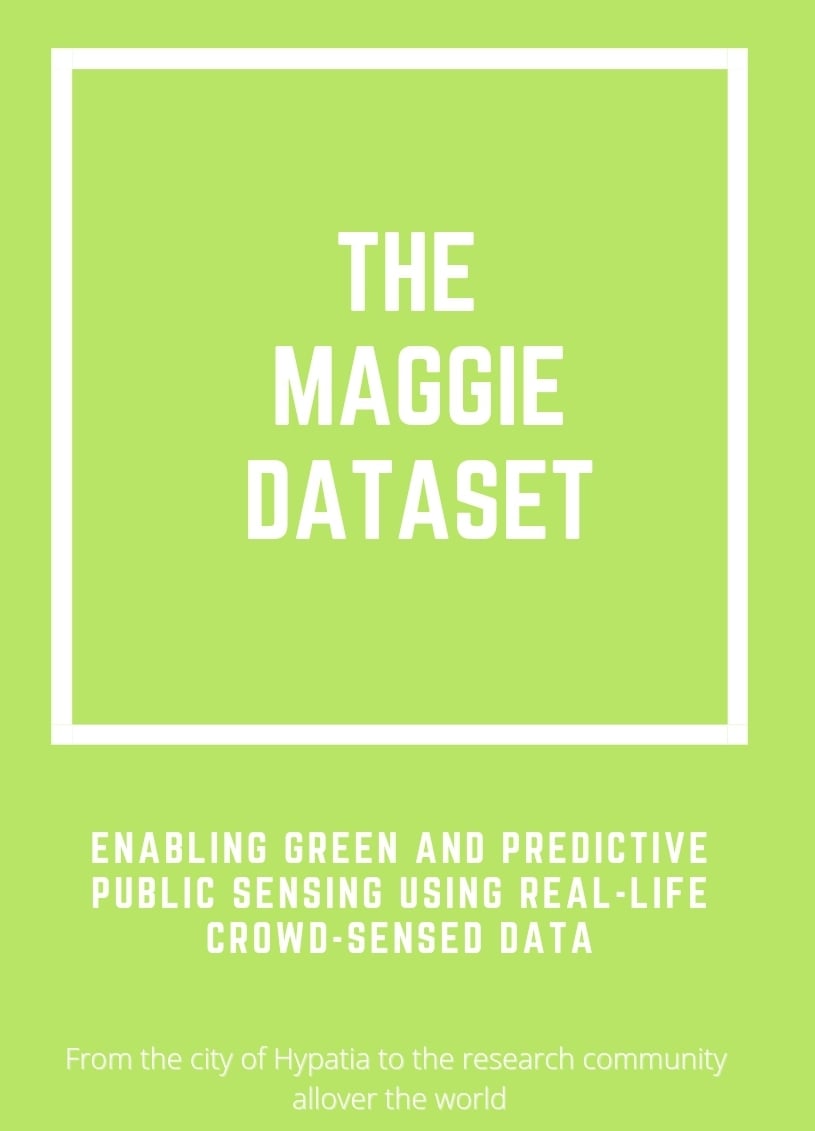 THE
MAGGIE
DATASET
ENABLING GREEN AND PREDICTIVE
PUBLIC SENSING USING REAL-LIFE
CROWD-SENSED DATA
From the city of Hypatia to the research community
allover the world